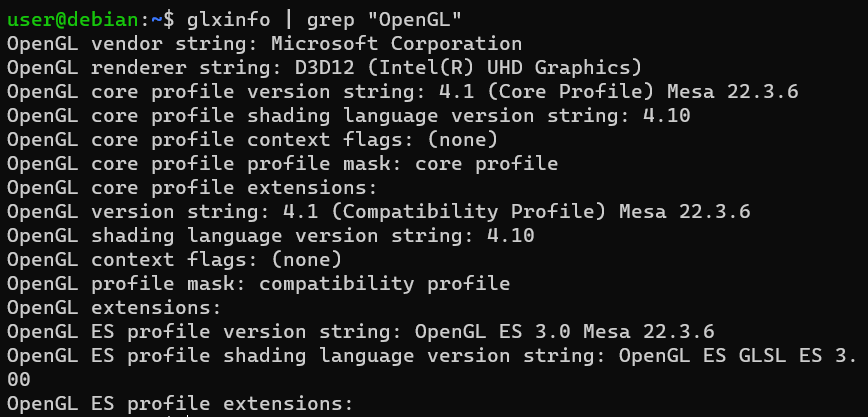 user@debian:~$ glxinfo | grep "OpenGL"
OpenGL vendor string: Microsoft Corporation
OpenGL renderer string: D3D12 (Intel(R) UHD Graphics)
OpenGL core profile version string: 4.1 (Core Profile) Mesa 22.3.6
OpenGL core profile shading language version string: 4.10
OpenGL core profile context flags: (none)
OpenGL core profile profile mask: core profile
OpenGL core profile extensions:
OpenGL version string: 4.1 (Compatibility Profile) Mesa 22.3.6
OpenGL shading language version string: 4.10
OpenGL context flags: (none)
OpenGL profile mask: compatibility profile
OpenGL extensions:
OpenGL ES profile version string: OpenGL ES 3.0 Mesa 22.3.6
OpenGL ES profile shading language version string: OpenGL ES GLSL ES 3.
00
OpenGL ES profile extensions: